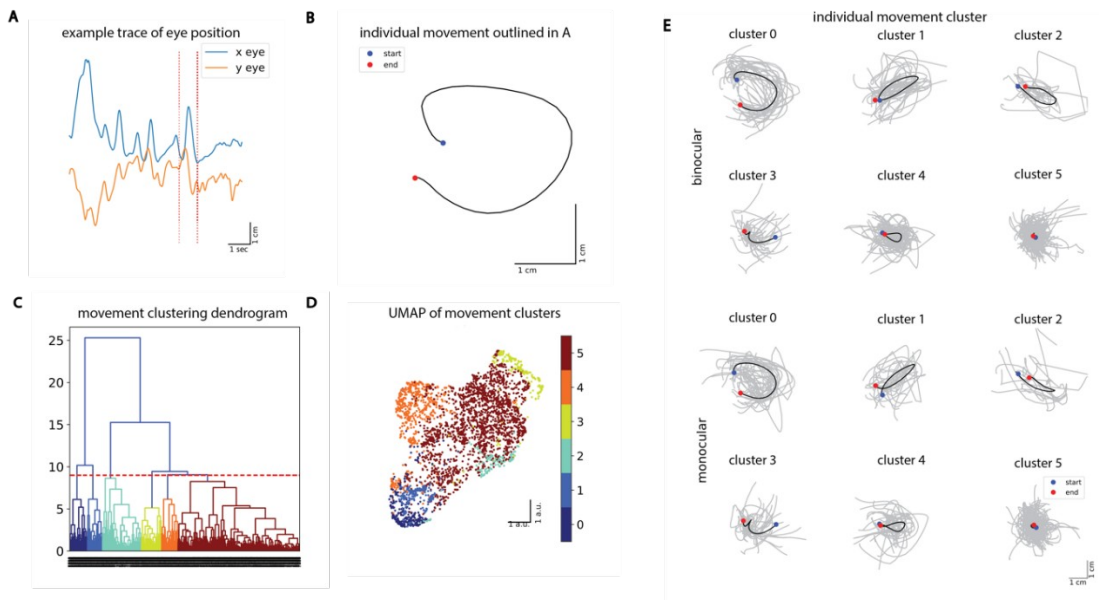 A
example trace of eye position
x eye
y eye
1 sec
1 cm
B
individual movement outlined in A
start
end
1 cm
1 cm
C
movement clustering dendrogram
25
20
15
10
5
0
D
UMAP of movement clusters
5
4
3
2
1
0
1 a.u.
1 a.u.
E
individual movement cluster
binocular
cluster 0
cluster 1
cluster 2
cluster 3
cluster 4
cluster 5
monocular
cluster 0
cluster 1
cluster 2
cluster 3
cluster 4
cluster 5
start
end
1 cm
1 cm